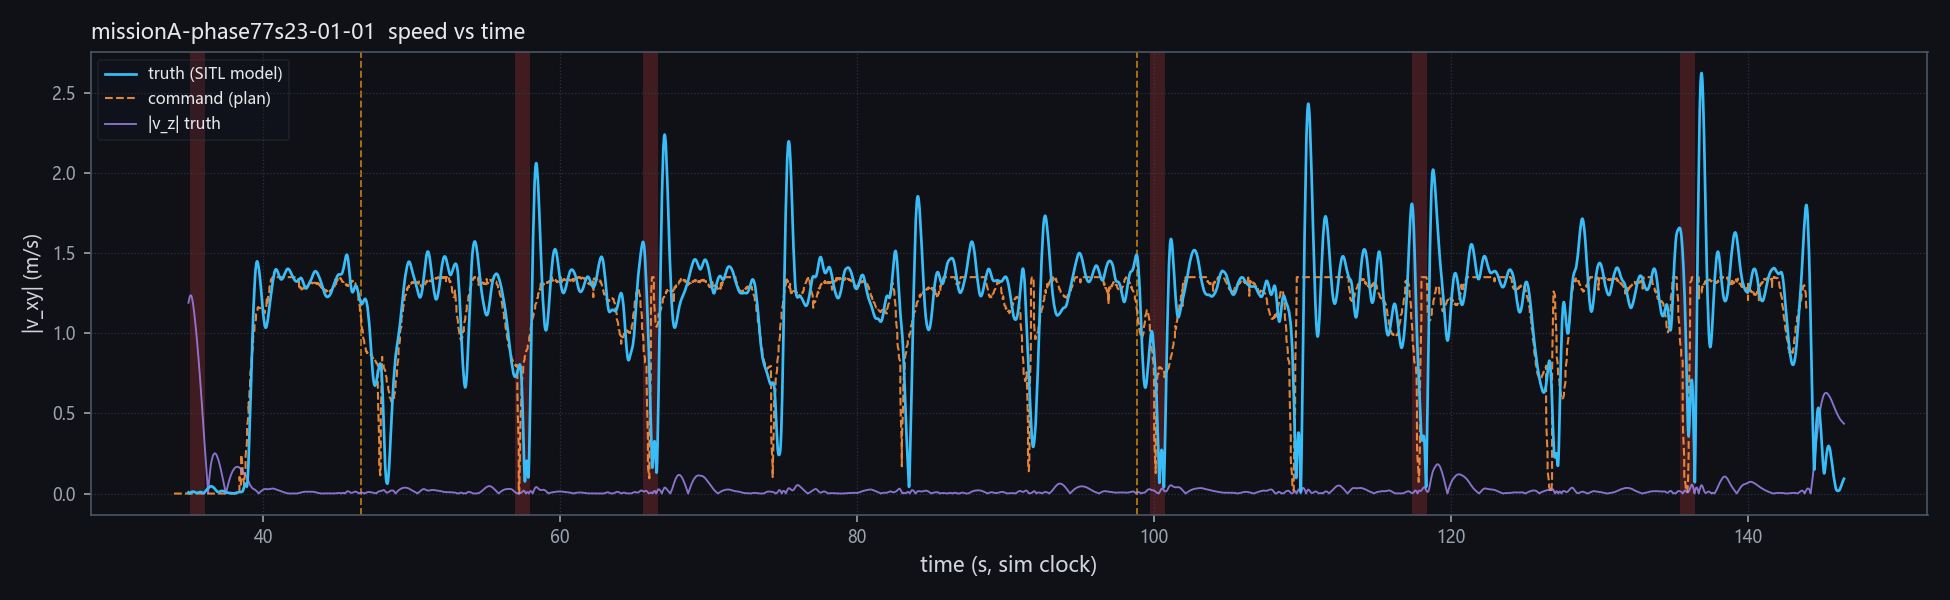 missionA-phase77s23-01-01  speed vs time
truth (SITL model)
command (plan)
|v_z| truth
|v_xy| (m/s)
2.5
2.0
1.5
1.0
0.5
0.0
40
60
80
100
120
140
time (s, sim clock)